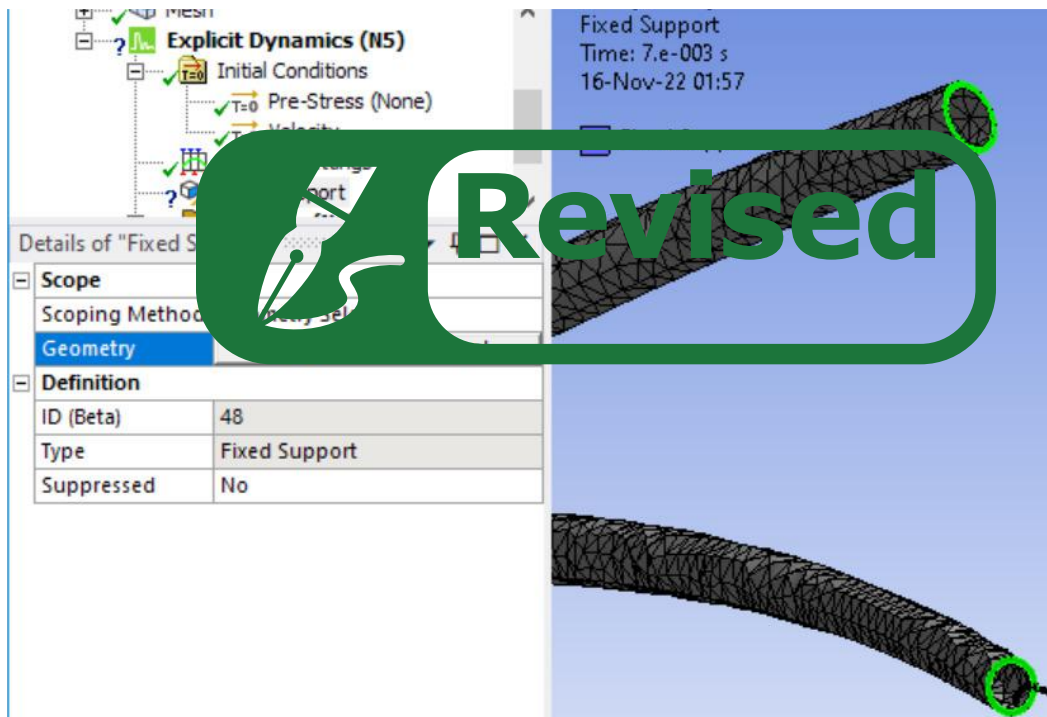 Mesh
Explicit Dynamics (N5)
Initial Conditions
Pre-Stress (None)
Fixed Support
Time: 7.e-003 s
16-Nov-22 01:57
Revised
Details of "Fixed
Scope
Scoping Method
Geometry
Definition
ID (Beta) 48
Type Fixed Support
Suppressed No